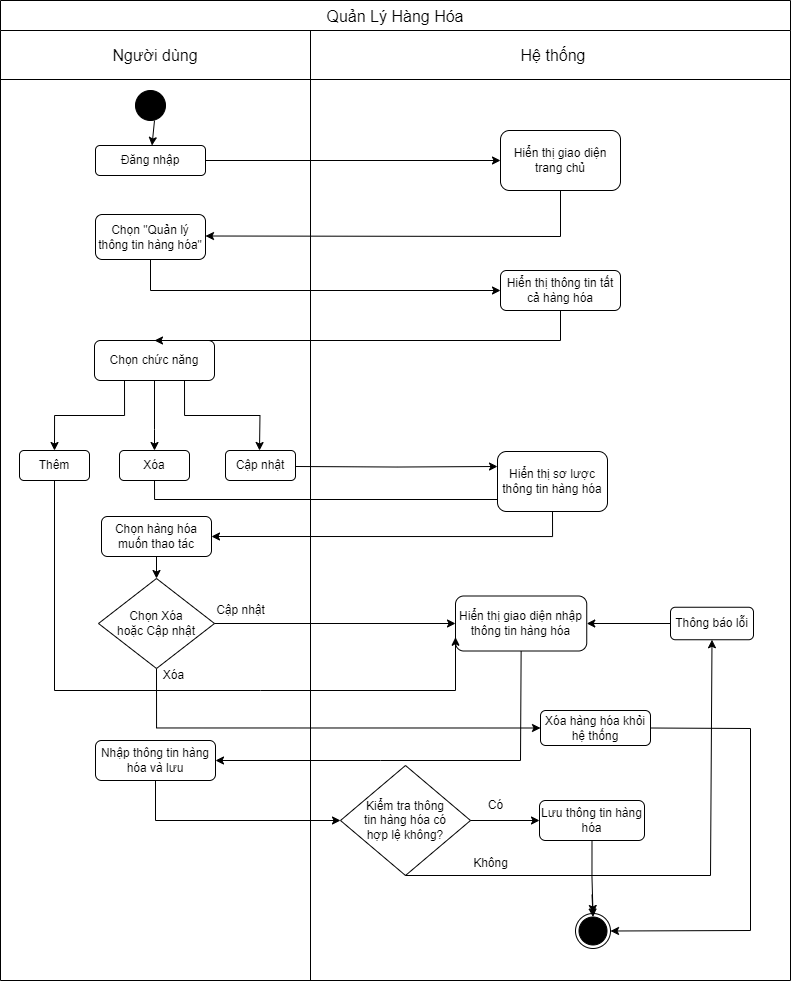 Quản Lý Hàng Hóa
Người dùng
Hệ thống
Đăng nhập
Hiển thị giao diện
trang chủ
Chọn "Quản lý
thông tin hàng hóa"
Hiển thị thông tin tất
cả hàng hóa
Chọn chức năng
Thêm
Xóa
Cập nhật
Hiển thị sơ lược
thông tin hàng hóa
Chọn hàng hóa
muốn thao tác
Chọn Xóa
hoặc Cập nhật
Cập nhật
Hiển thị giao diện nhập
thông tin hàng hóa
Thông báo lỗi
Xóa
Xóa hàng hóa khỏi
hệ thống
Nhập thông tin hàng
hóa và lưu
Kiểm tra thông
tin hàng hóa có
hợp lệ không?
Có
Lưu thông tin hàng
hóa
Không